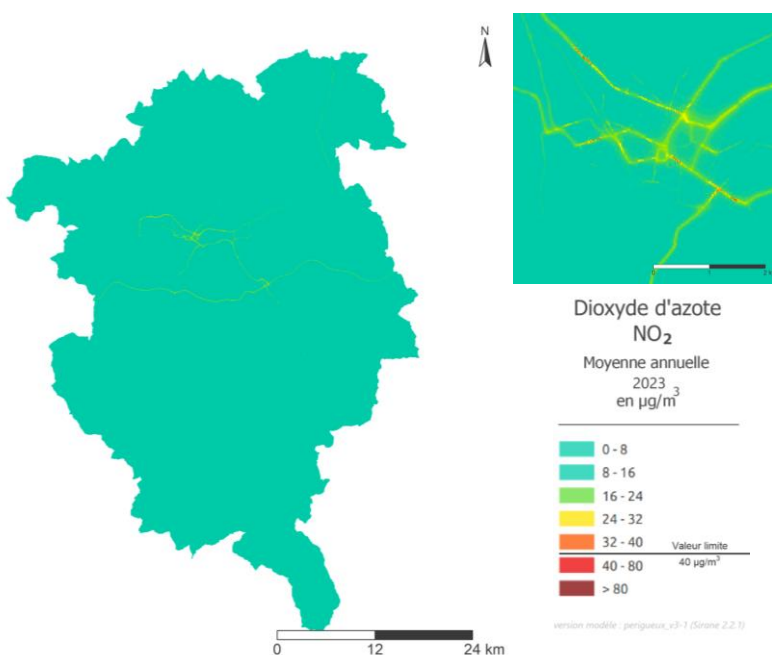 N
Dioxyde d'azote
NO₂
Moyenne annuelle
2023
en µg/m³
0 - 8
8 - 16
16 - 24
24 - 32
32 - 40
Valeur limite
40 µg/m³
40 - 80
> 80
version modèle : perigueux_v3-1 (Sirane 2.2.1)
0 12 24 km